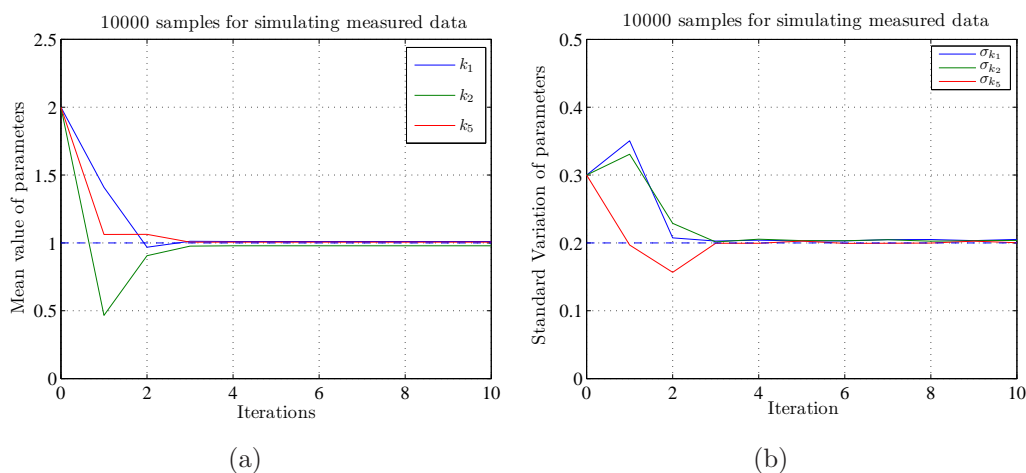 10000 samples for simulating measured data
2.5
2
1.5
1
0.5
0
0 2 4 6 8 10
Mean value of parameters
Iterations
k1
k2
k5
(a)
10000 samples for simulating measured data
0.5
0.4
0.3
0.2
0.1
0
0 2 4 6 8 10
Standard Variation of parameters
Iteration
σk1
σk2
σk5
(b)